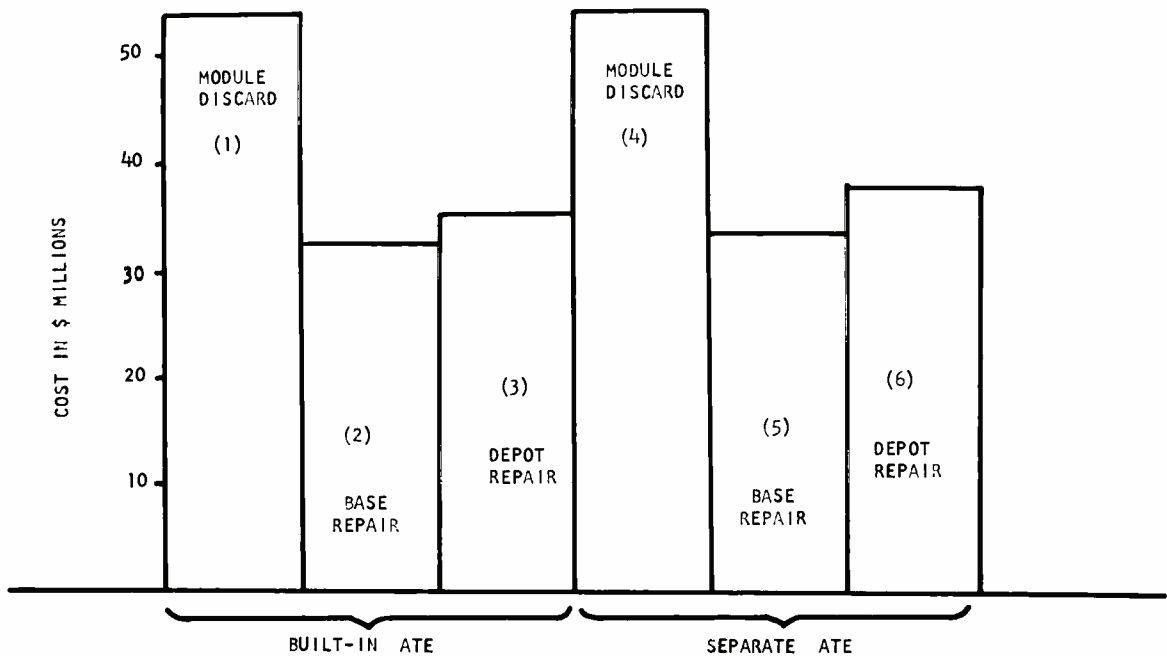 50
40
30
20
10
COST IN $ MILLIONS
MODULE
DISCARD
(1)
(2)
BASE
REPAIR
(3)
DEPOT
REPAIR
MODULE
DISCARD
(4)
(5)
BASE
REPAIR
(6)
DEPOT
REPAIR
BUILT-IN ATE
SEPARATE ATE